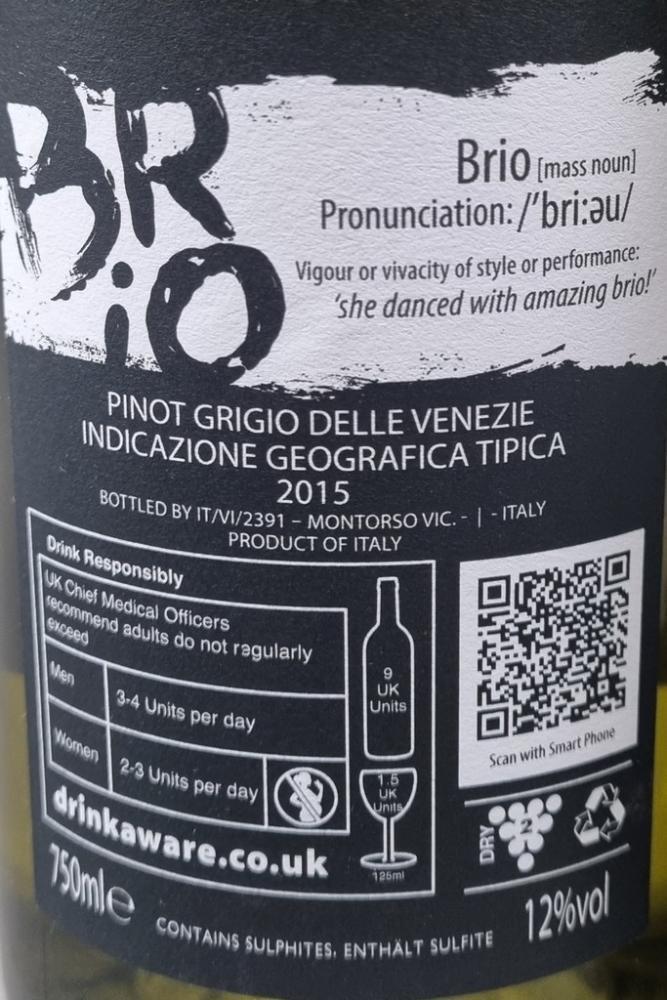 BRiO
Brio [mass noun]
Pronunciation: /'bri:əu/
Vigour or vivacity of style or performance:
'she danced with amazing brio!'
PINOT GRIGIO DELLE VENEZIE
INDICAZIONE GEOGRAFICA TIPICA
2015
BOTTLED BY IT/VI/2391 – MONTORSO VIC. - | - ITALY
PRODUCT OF ITALY
Drink Responsibly
UK Chief Medical Officers
recommend adults do not regularly
exceed
Men
3-4 Units per day
Women
2-3 Units per day
drinkaware.co.uk
9
UK
Units
1.5
UK
Units
125ml
Scan with Smart Phone
DRY
2
750ml e
CONTAINS SULPHITES, ENTHÄLT SULFITE
12%vol